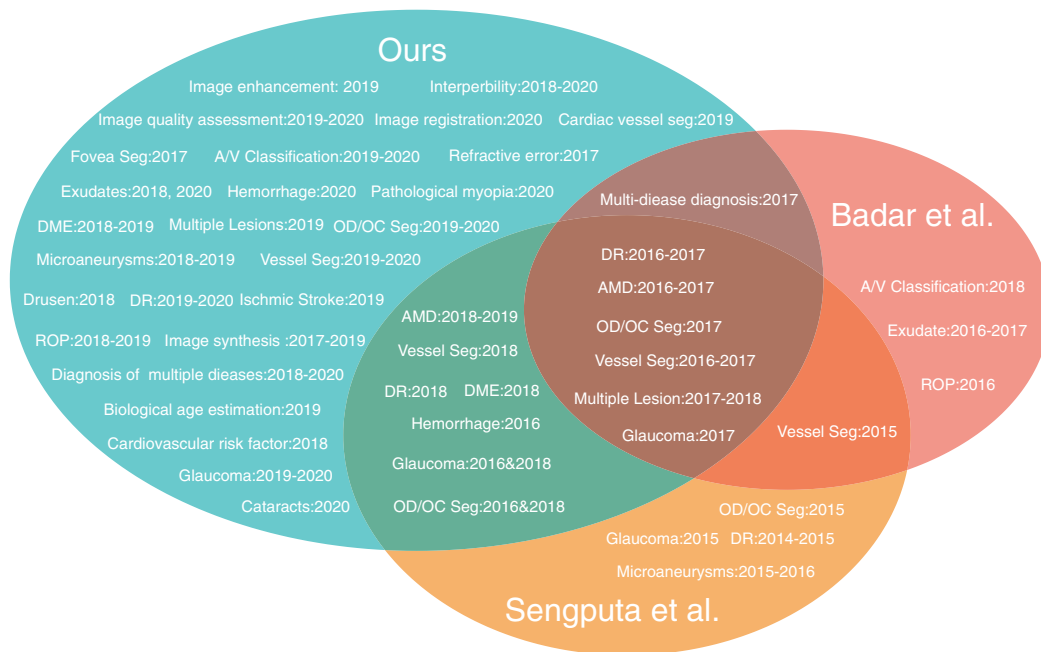 Ours
Image enhancement: 2019
Interperbility:2018-2020
Image quality assessment:2019-2020
Image registration:2020
Cardiac vessel seg:2019
Fovea Seg:2017
A/V Classification:2019-2020
Refractive error:2017
Exudates:2018, 2020
Hemorrhage:2020
Pathological myopia:2020
DME:2018-2019
Multiple Lesions:2019
OD/OC Seg:2019-2020
Microaneurysms:2018-2019
Vessel Seg:2019-2020
Drusen:2018
DR:2019-2020
Ischmic Stroke:2019
ROP:2018-2019
Image synthesis :2017-2019
Diagnosis of multiple diseases:2018-2020
Biological age estimation:2019
Cardiovascular risk factor:2018
Glaucoma:2019-2020
Cataracts:2020
Multi-diease diagnosis:2017
Badar et al.
A/V Classification:2018
Exudate:2016-2017
ROP:2016
DR:2016-2017
AMD:2016-2017
OD/OC Seg:2017
Vessel Seg:2016-2017
Multiple Lesion:2017-2018
Glaucoma:2017
Vessel Seg:2015
AMD:2018-2019
Vessel Seg:2018
DR:2018
DME:2018
Hemorrhage:2016
Glaucoma:2016&2018
OD/OC Seg:2016&2018
OD/OC Seg:2015
Glaucoma:2015
DR:2014-2015
Microaneurysms:2015-2016
Sengputa et al.